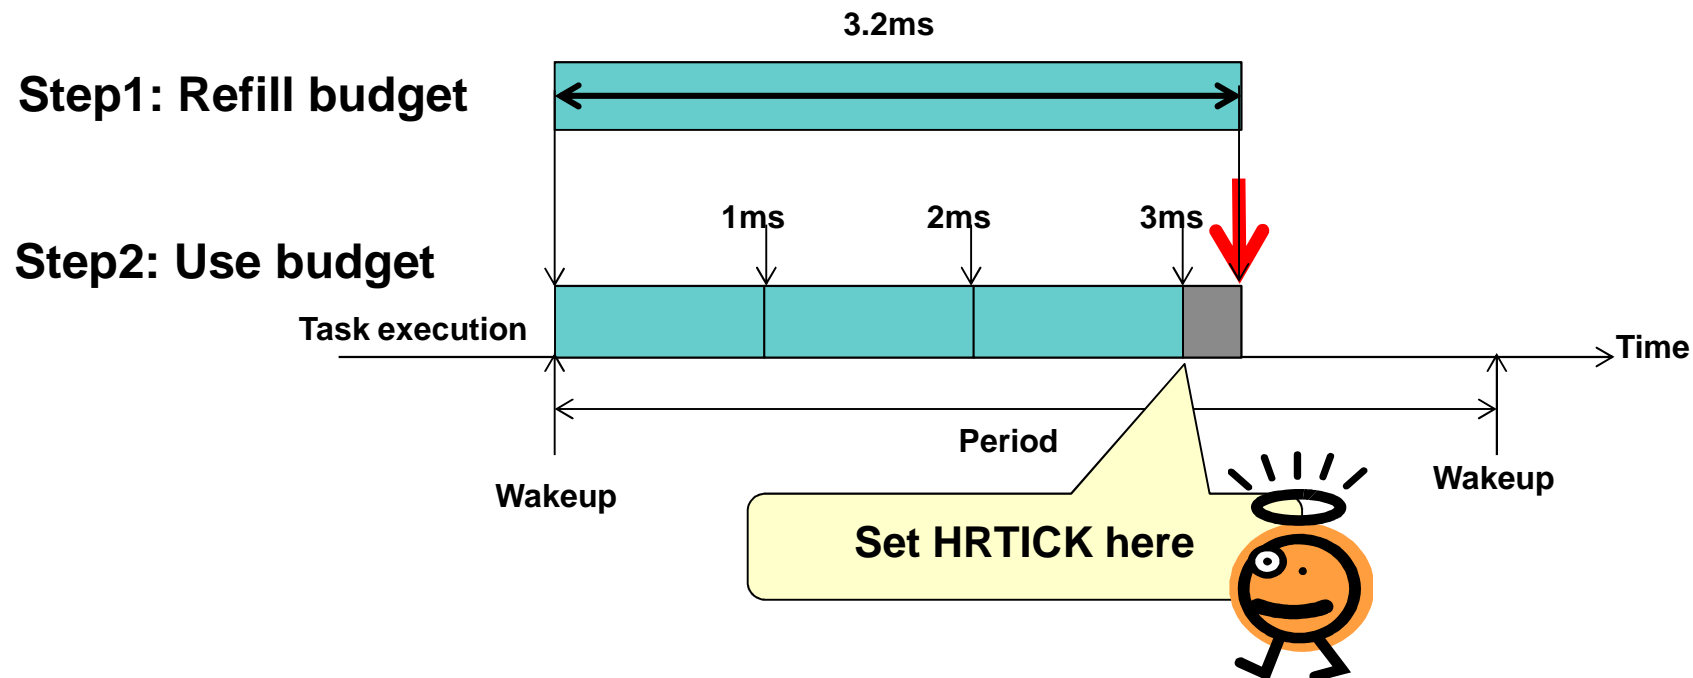 3.2ms
Step1: Refill budget
1ms
2ms
3ms
Step2: Use budget
Task execution
Time
Period
Wakeup
Wakeup
Set HRTICK here